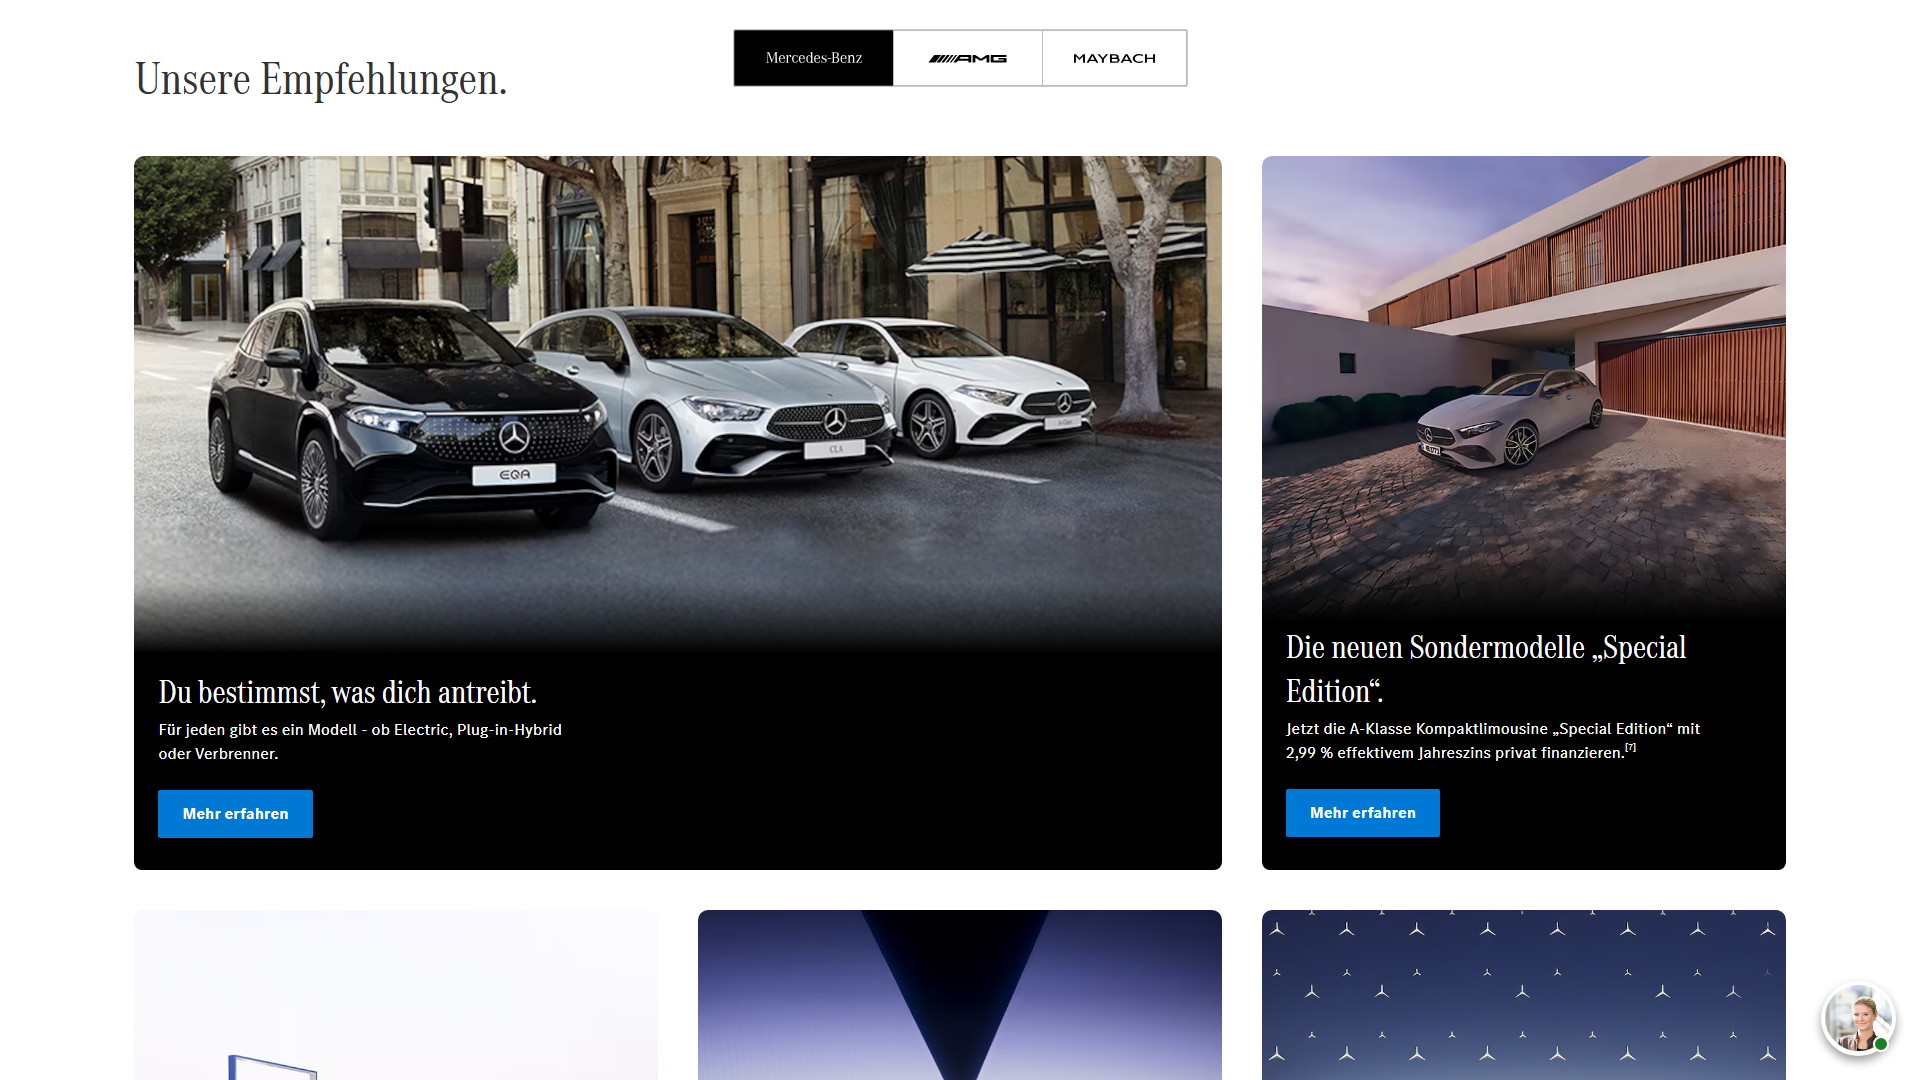 Mercedes-Benz
AMG
MAYBACH
Unsere Empfehlungen.
EQA
CLA
Du bestimmst, was dich antreibt.
Für jeden gibt es ein Modell - ob Electric, Plug-in-Hybrid
oder Verbrenner.
Mehr erfahren
Die neuen Sondermodelle „Special
Edition“.
Jetzt die A-Klasse Kompaktlimousine „Special Edition“ mit
2,99 % effektivem Jahreszins privat finanzieren.[7]
Mehr erfahren